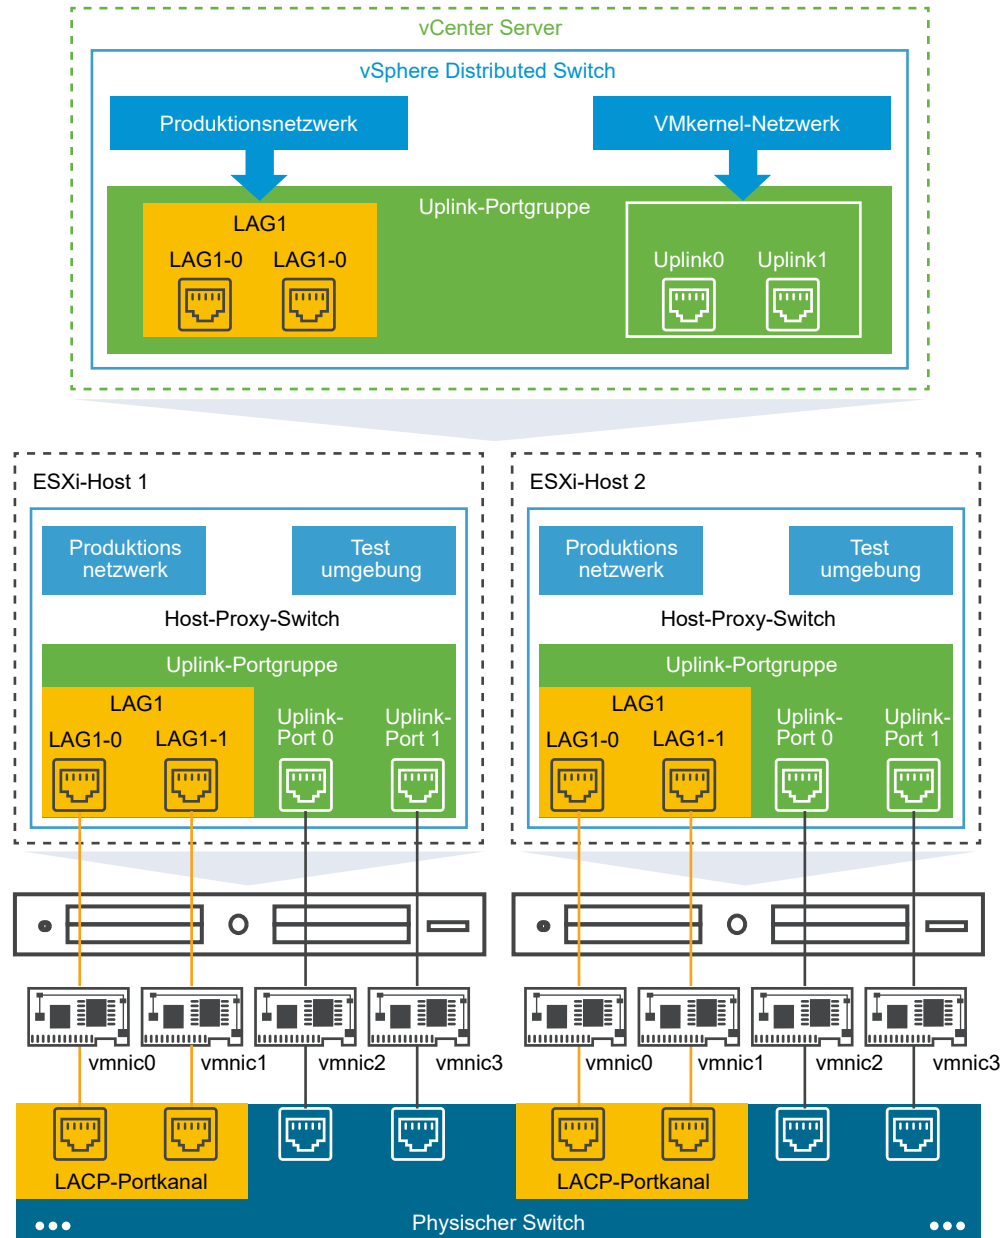 vCenter Server
vSphere Distributed Switch
Produktionsnetzwerk
VMkernel-Netzwerk
Uplink-Portgruppe
LAG1
LAG1-0
LAG1-0
Uplink0
Uplink1
ESXi-Host 1
Produktions
netzwerk
Test
umgebung
Host-Proxy-Switch
Uplink-Portgruppe
LAG1
LAG1-0
LAG1-1
Uplink-
Port 0
Uplink-
Port 1
ESXi-Host 2
Produktions
netzwerk
Test
umgebung
Host-Proxy-Switch
Uplink-Portgruppe
LAG1
LAG1-0
LAG1-1
Uplink-
Port 0
Uplink-
Port 1
vmnic0
vmnic1
vmnic2
vmnic3
vmnic0
vmnic1
vmnic2
vmnic3
LACP-Portkanal
LACP-Portkanal
Physischer Switch